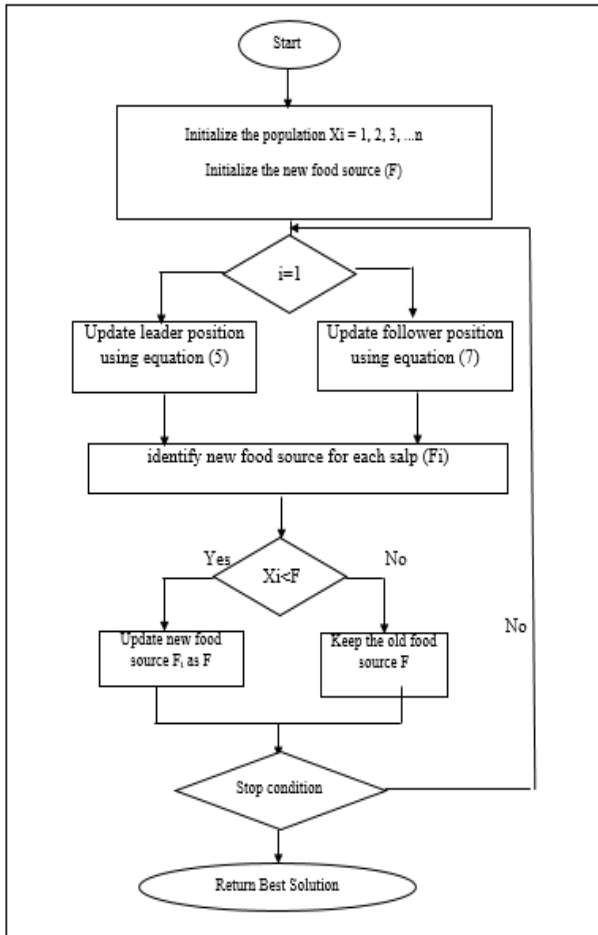 Start
Initialize the population Xi = 1, 2, 3, ...n
Initialize the new food source (F)
i=1
Update leader position
using equation (5)
Update follower position
using equation (7)
identify new food source for each salp (Fi)
Yes
No
Xi<F
Update new food
source Fᵢ as F
Keep the old food
source F
No
Stop condition
Return Best Solution